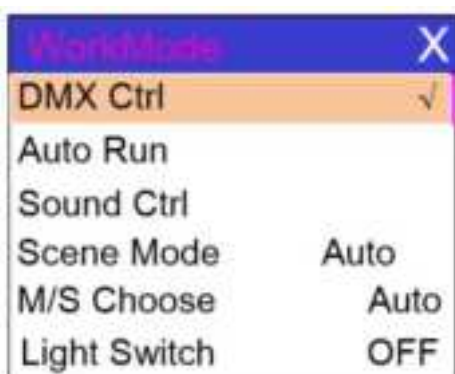 WorkMode X
DMX Ctrl √
Auto Run
Sound Ctrl
Scene Mode Auto
M/S Choose Auto
Light Switch OFF